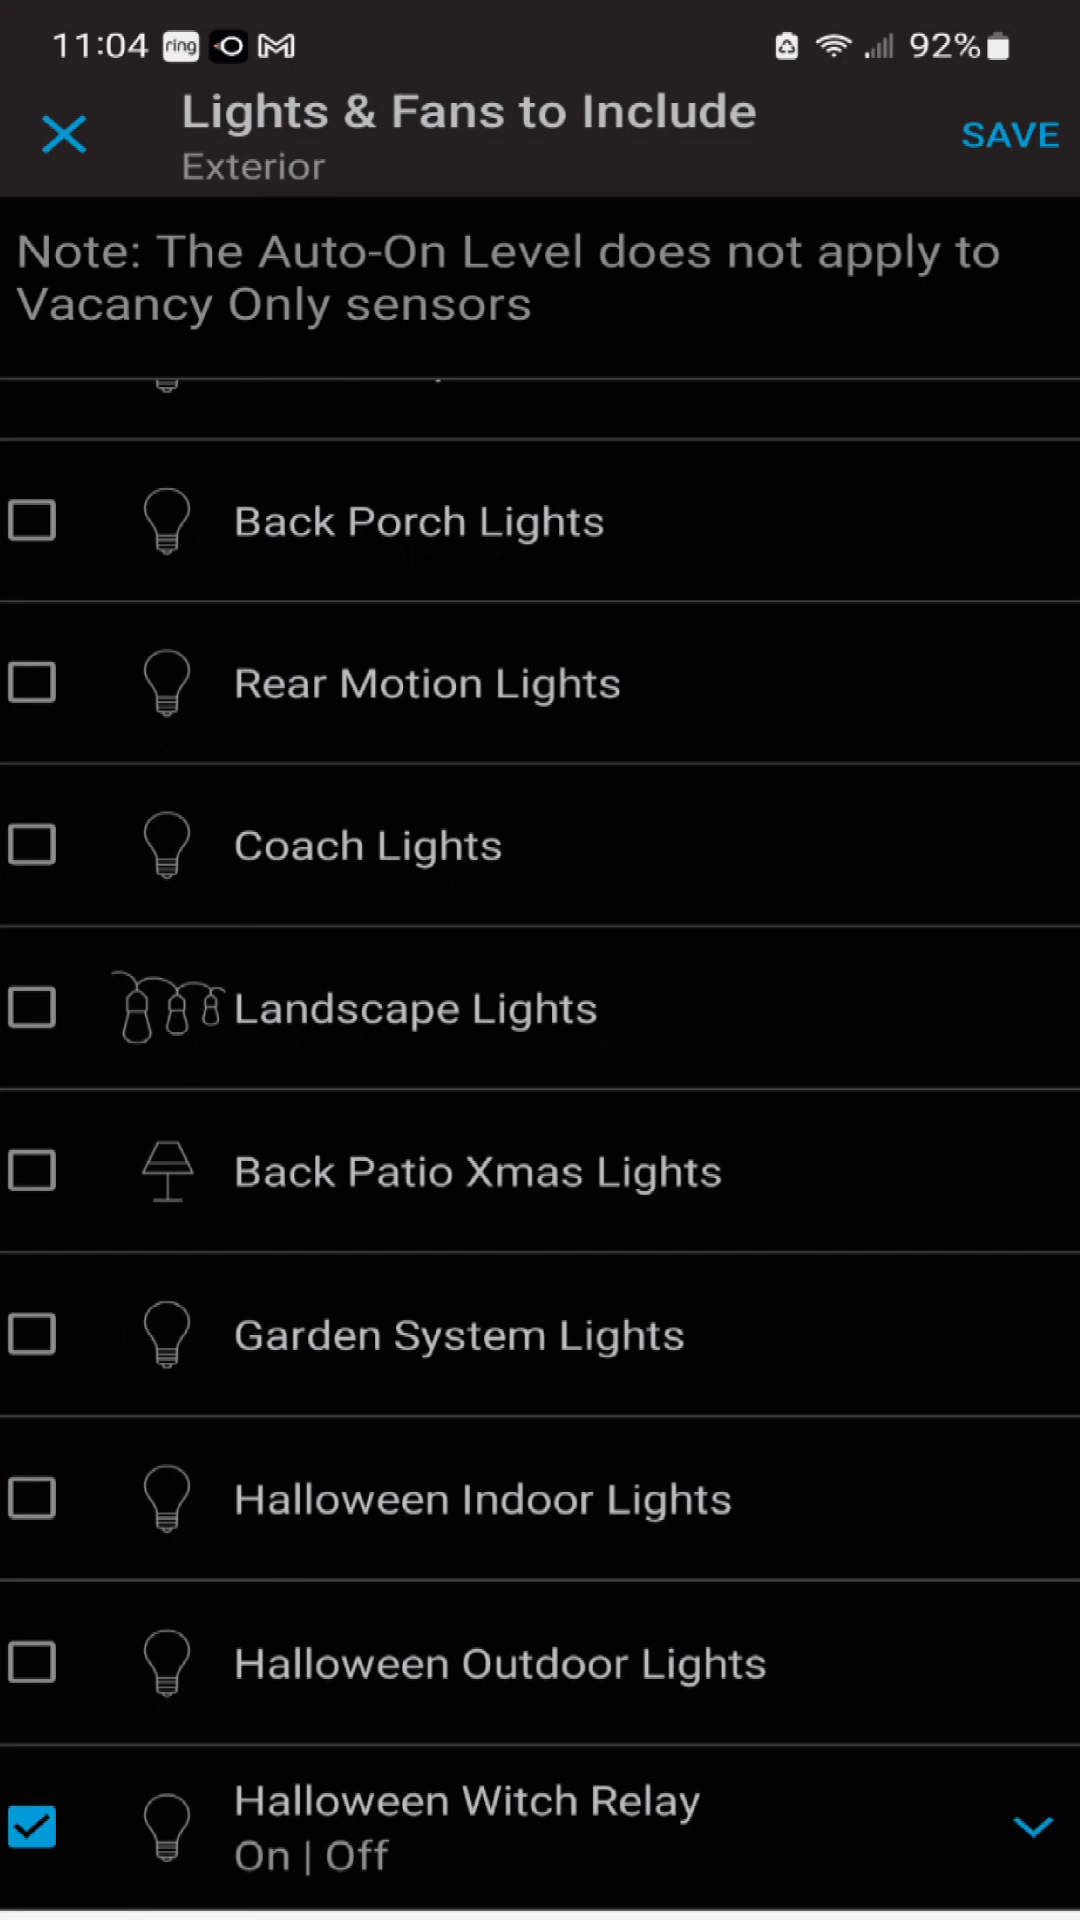 11:04 ring 92%
Lights & Fans to Include
Exterior
SAVE
Note: The Auto-On Level does not apply to
Vacancy Only sensors
Back Porch Lights
Rear Motion Lights
Coach Lights
Landscape Lights
Back Patio Xmas Lights
Garden System Lights
Halloween Indoor Lights
Halloween Outdoor Lights
Halloween Witch Relay
On | Off